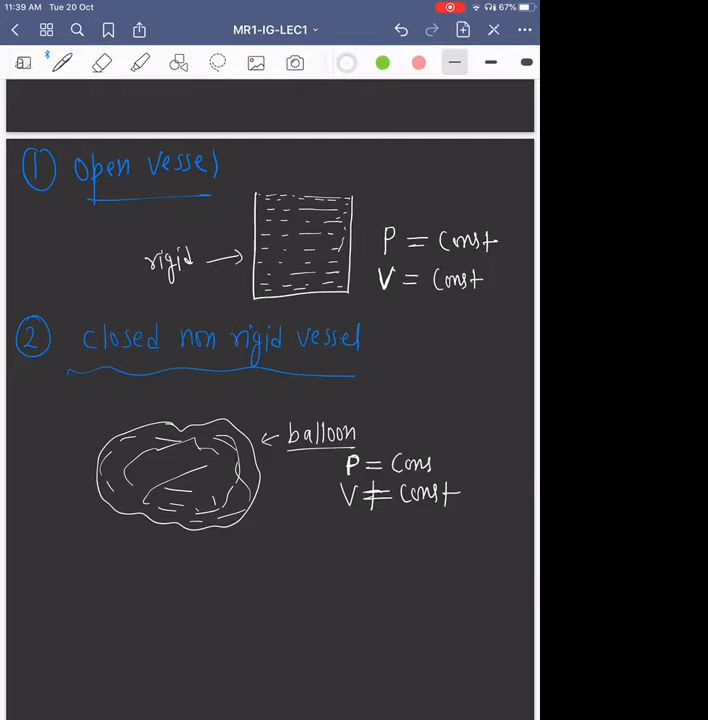 11:39 AM Tue 20 Oct 67%
MR1-IG-LEC1
① open vessel
rigid →
P = Const
V = Const
② closed non rigid vessel
← balloon
P = Cons
V ≠ Const